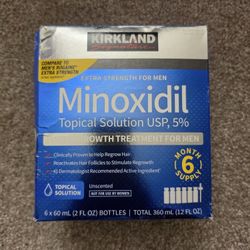 KIRKLAND
Signature
COMPARE TO
MEN'S ROGAINE®
EXTRA STRENGTH
EXTRA STRENGTH FOR MEN
Minoxidil
Topical Solution USP, 5%
GROWTH TREATMENT FOR MEN
• Clinically Proven to Help Regrow Hair
• Reactivates Hair Follicles to Stimulate Regrowth
• #1 Dermatologist Recommended Active Ingredient*
MONTH
6
SUPPLY
TOPICAL
SOLUTION
Unscented
NOT FOR USE BY WOMEN
6 x 60 mL (2 FL OZ) BOTTLES | TOTAL 360 mL (12 FL OZ)